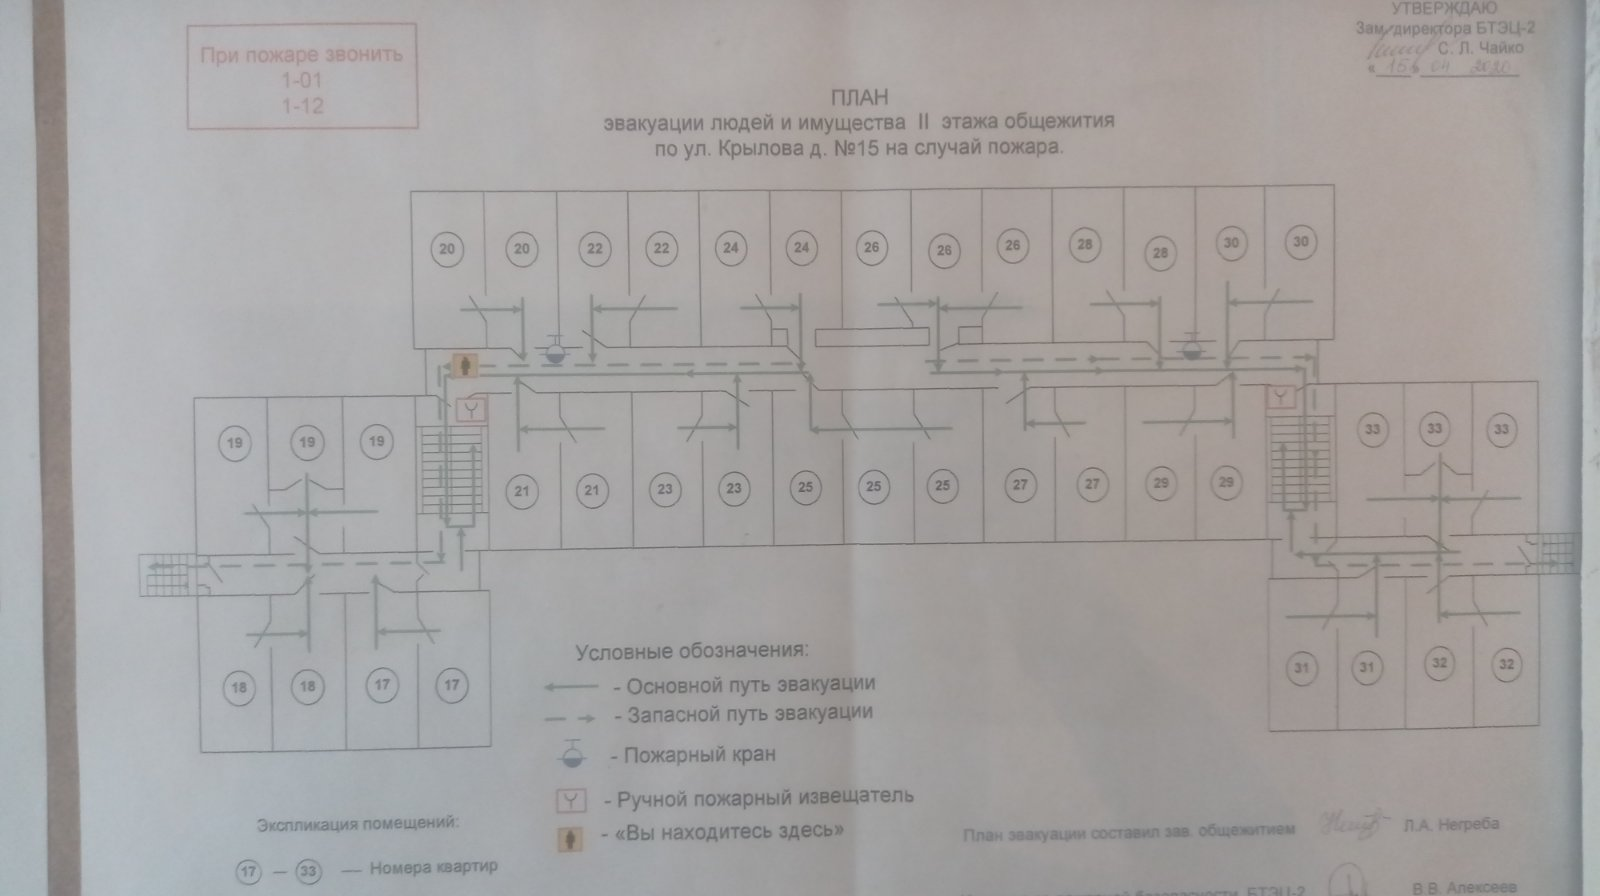 УТВЕРЖДАЮ
Зам. директора БТЭЦ-2
С. Л. Чайко
« 15 » 04 2020
При пожаре звонить
1-01
1-12
ПЛАН
эвакуации людей и имущества II этажа общежития
по ул. Крылова д. №15 на случай пожара.
20 20 22 22 24 24 26 26 26 28 28 30 30
19 19 19 33 33 33
21 21 23 23 25 25 25 27 27 29 29
18 18 17 17 31 31 32 32
Условные обозначения:
- Основной путь эвакуации
- Запасной путь эвакуации
- Пожарный кран
- Ручной пожарный извещатель
- «Вы находитесь здесь»
Экспликация помещений:
17 — 33 — Номера квартир
План эвакуации составил зав. общежитием Л.А. Негреба
безопасности БТЭЦ-2 В.В. Алексеев